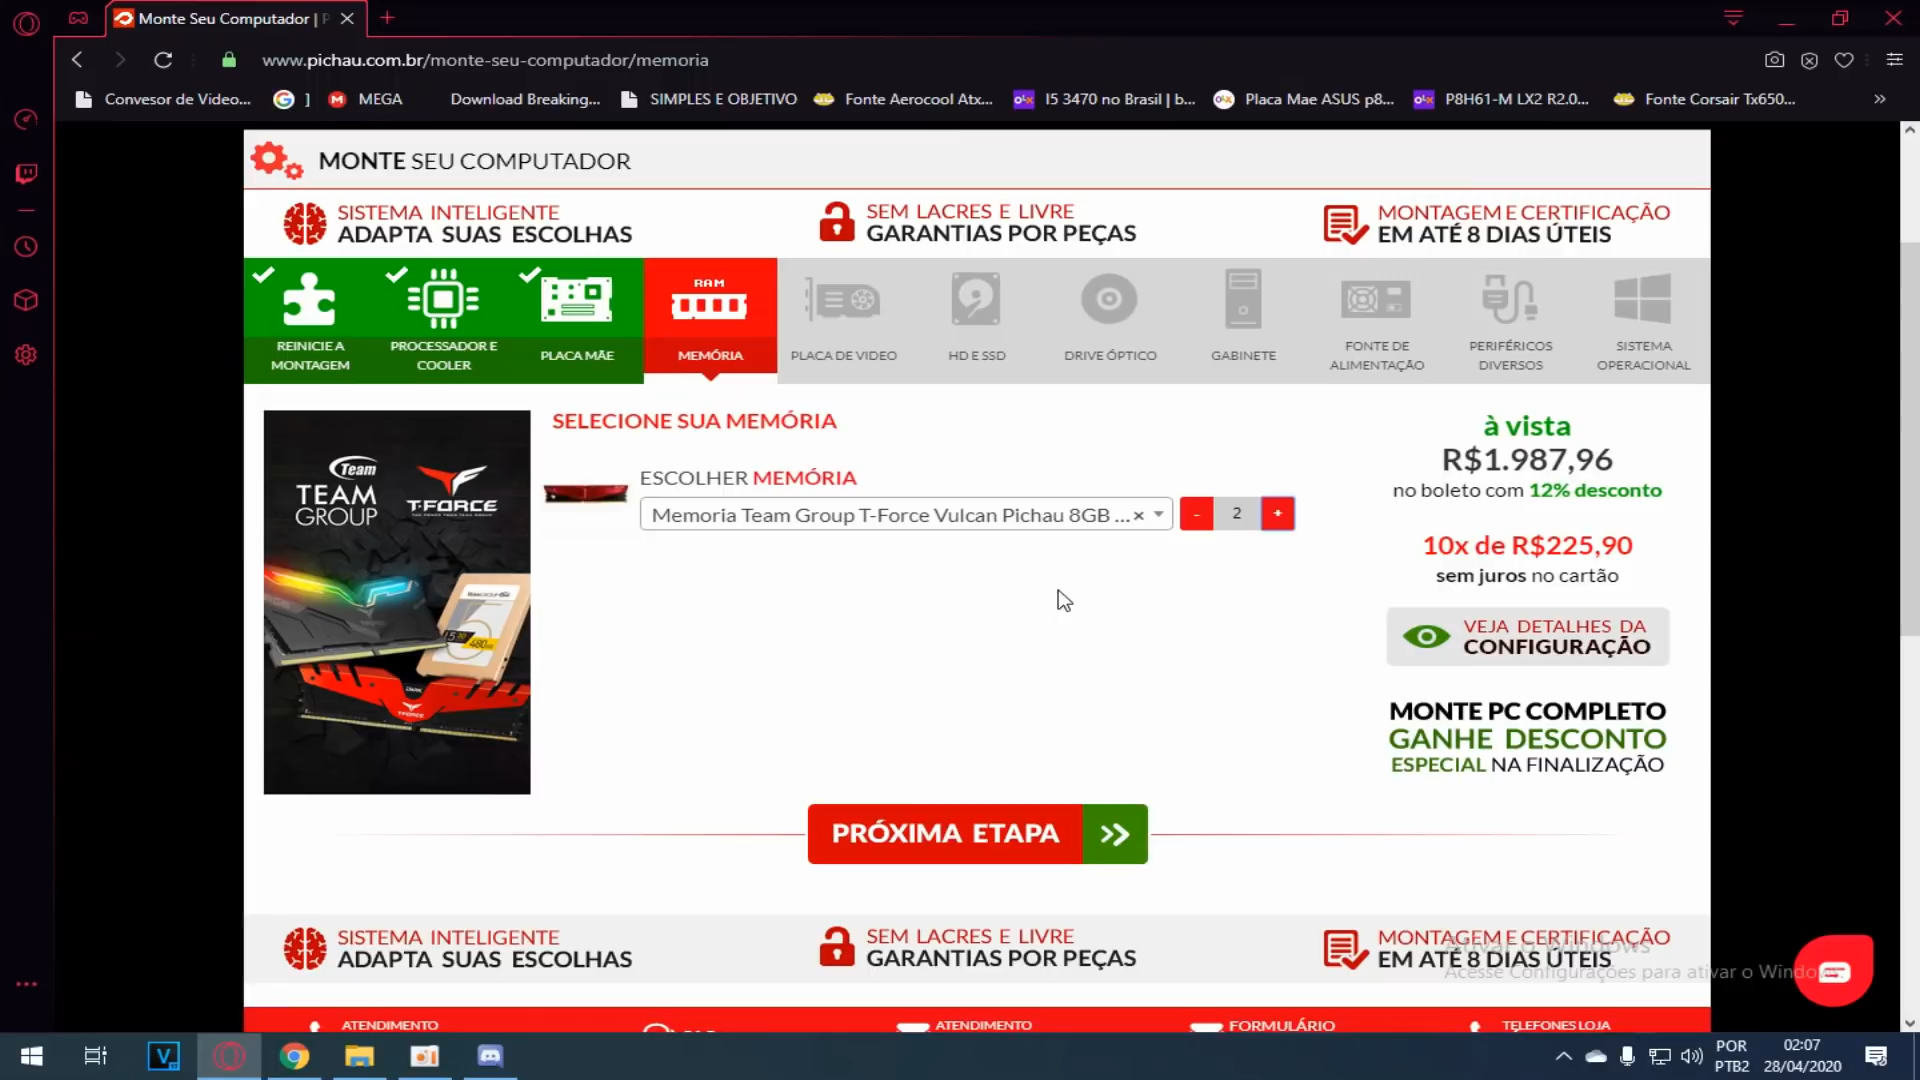 Monte Seu Computador | P
www.pichau.com.br/monte-seu-computador/memoria
Convesor de Video... ] MEGA Download Breaking... SIMPLES E OBJETIVO Fonte Aerocool Atx... I5 3470 no Brasil | b... Placa Mae ASUS p8... P8H61-M LX2 R2.0... Fonte Corsair Tx650... »
MONTE SEU COMPUTADOR
SISTEMA INTELIGENTE
ADAPTA SUAS ESCOLHAS
SEM LACRES E LIVRE
GARANTIAS POR PEÇAS
MONTAGEM E CERTIFICAÇÃO
EM ATÉ 8 DIAS ÚTEIS
REINICIE A
MONTAGEM
PROCESSADOR E
COOLER
PLACA MÃE
RAM
MEMÓRIA
PLACA DE VIDEO
HD E SSD
DRIVE ÓPTICO
GABINETE
FONTE DE
ALIMENTAÇÃO
PERIFÉRICOS
DIVERSOS
SISTEMA
OPERACIONAL
Team
TEAM
GROUP
T-FORCE
SELECIONE SUA MEMÓRIA
ESCOLHER MEMÓRIA
Memoria Team Group T-Force Vulcan Pichau 8GB ... ×
- 2 +
à vista
R$1.987,96
no boleto com 12% desconto
10x de R$225,90
sem juros no cartão
VEJA DETALHES DA
CONFIGURAÇÃO
MONTE PC COMPLETO
GANHE DESCONTO
ESPECIAL NA FINALIZAÇÃO
PRÓXIMA ETAPA
SISTEMA INTELIGENTE
ADAPTA SUAS ESCOLHAS
SEM LACRES E LIVRE
GARANTIAS POR PEÇAS
MONTAGEM E CERTIFICAÇÃO
EM ATÉ 8 DIAS ÚTEIS
Ativar o Windows
Acesse Configurações para ativar o Windows.
ATENDIMENTO
ATENDIMENTO
FORMULÁRIO
TELEFONES LOJA
POR
PTB2
02:07
28/04/2020